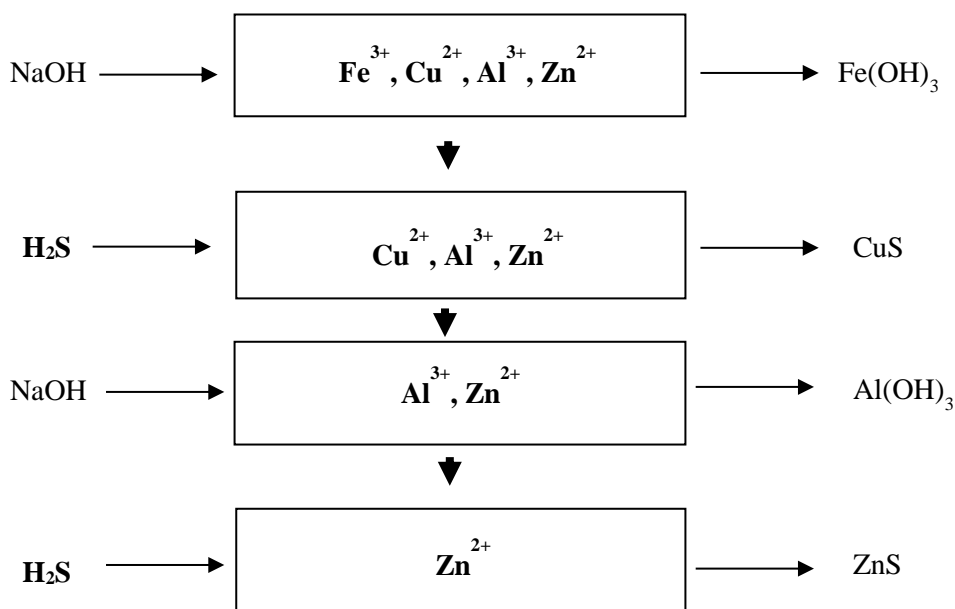 NaOH Fe³⁺, Cu²⁺, Al³⁺, Zn²⁺ Fe(OH)₃
H₂S Cu²⁺, Al³⁺, Zn²⁺ CuS
NaOH Al³⁺, Zn²⁺ Al(OH)₃
H₂S Zn²⁺ ZnS